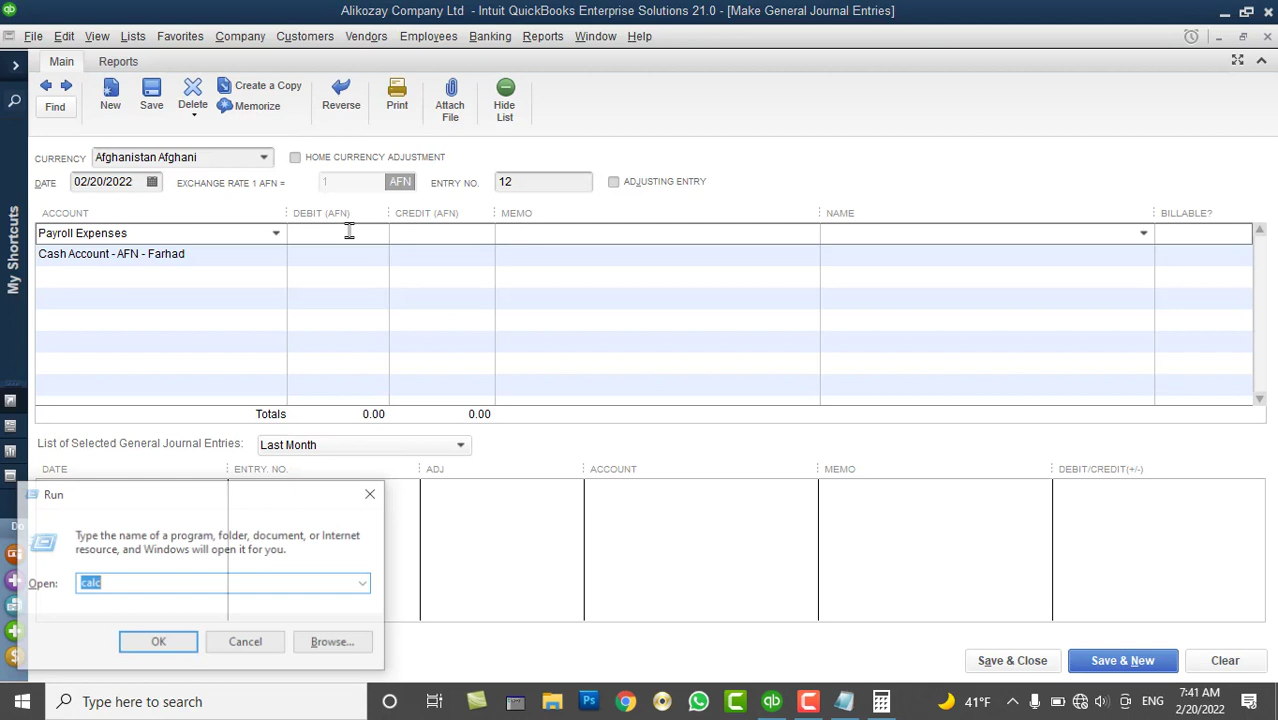 Alikozay Company Ltd - Intuit QuickBooks Enterprise Solutions 21.0 - [Make General Journal Entries]
File Edit View Lists Favorites Company Customers Vendors Employees Banking Reports Window Help
Main Reports
Find New Save Delete Create a Copy Memorize Reverse Print Attach File Hide List
CURRENCY Afghanistan Afghani HOME CURRENCY ADJUSTMENT
DATE 02/20/2022 EXCHANGE RATE 1 AFN = 1 AFN ENTRY NO. 12 ADJUSTING ENTRY
ACCOUNT DEBIT (AFN) CREDIT (AFN) MEMO NAME BILLABLE?
Payroll Expenses
Cash Account - AFN - Farhad
Totals 0.00 0.00
List of Selected General Journal Entries: Last Month
DATE ENTRY. NO. ADJ ACCOUNT MEMO DEBIT/CREDIT(+/-)
My Shortcuts
Do
Run
Type the name of a program, folder, document, or Internet
resource, and Windows will open it for you.
Open: calc
OK Cancel Browse...
Save & Close Save & New Clear
Type here to search
Ps
qb
41°F ENG
7:41 AM
2/20/2022